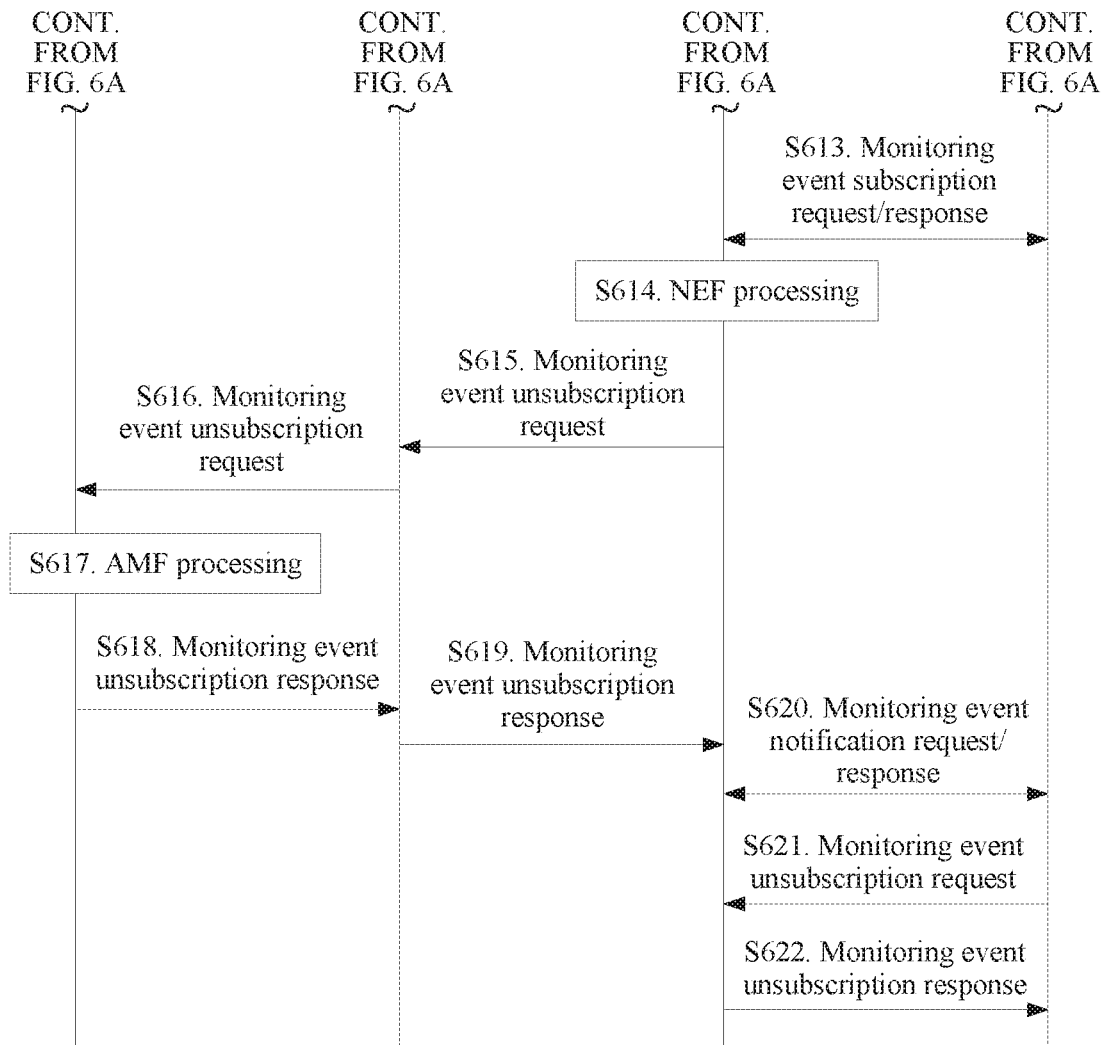 CONT.
FROM
FIG. 6A
CONT.
FROM
FIG. 6A
CONT.
FROM
FIG. 6A
CONT.
FROM
FIG. 6A
S613. Monitoring
event subscription
request/response
S614. NEF processing
S615. Monitoring
event unsubscription
request
S616. Monitoring
event unsubscription
request
S617. AMF processing
S618. Monitoring event
unsubscription response
S619. Monitoring
event unsubscription
response
S620. Monitoring event
notification request/
response
S621. Monitoring event
unsubscription request
S622. Monitoring event
unsubscription response